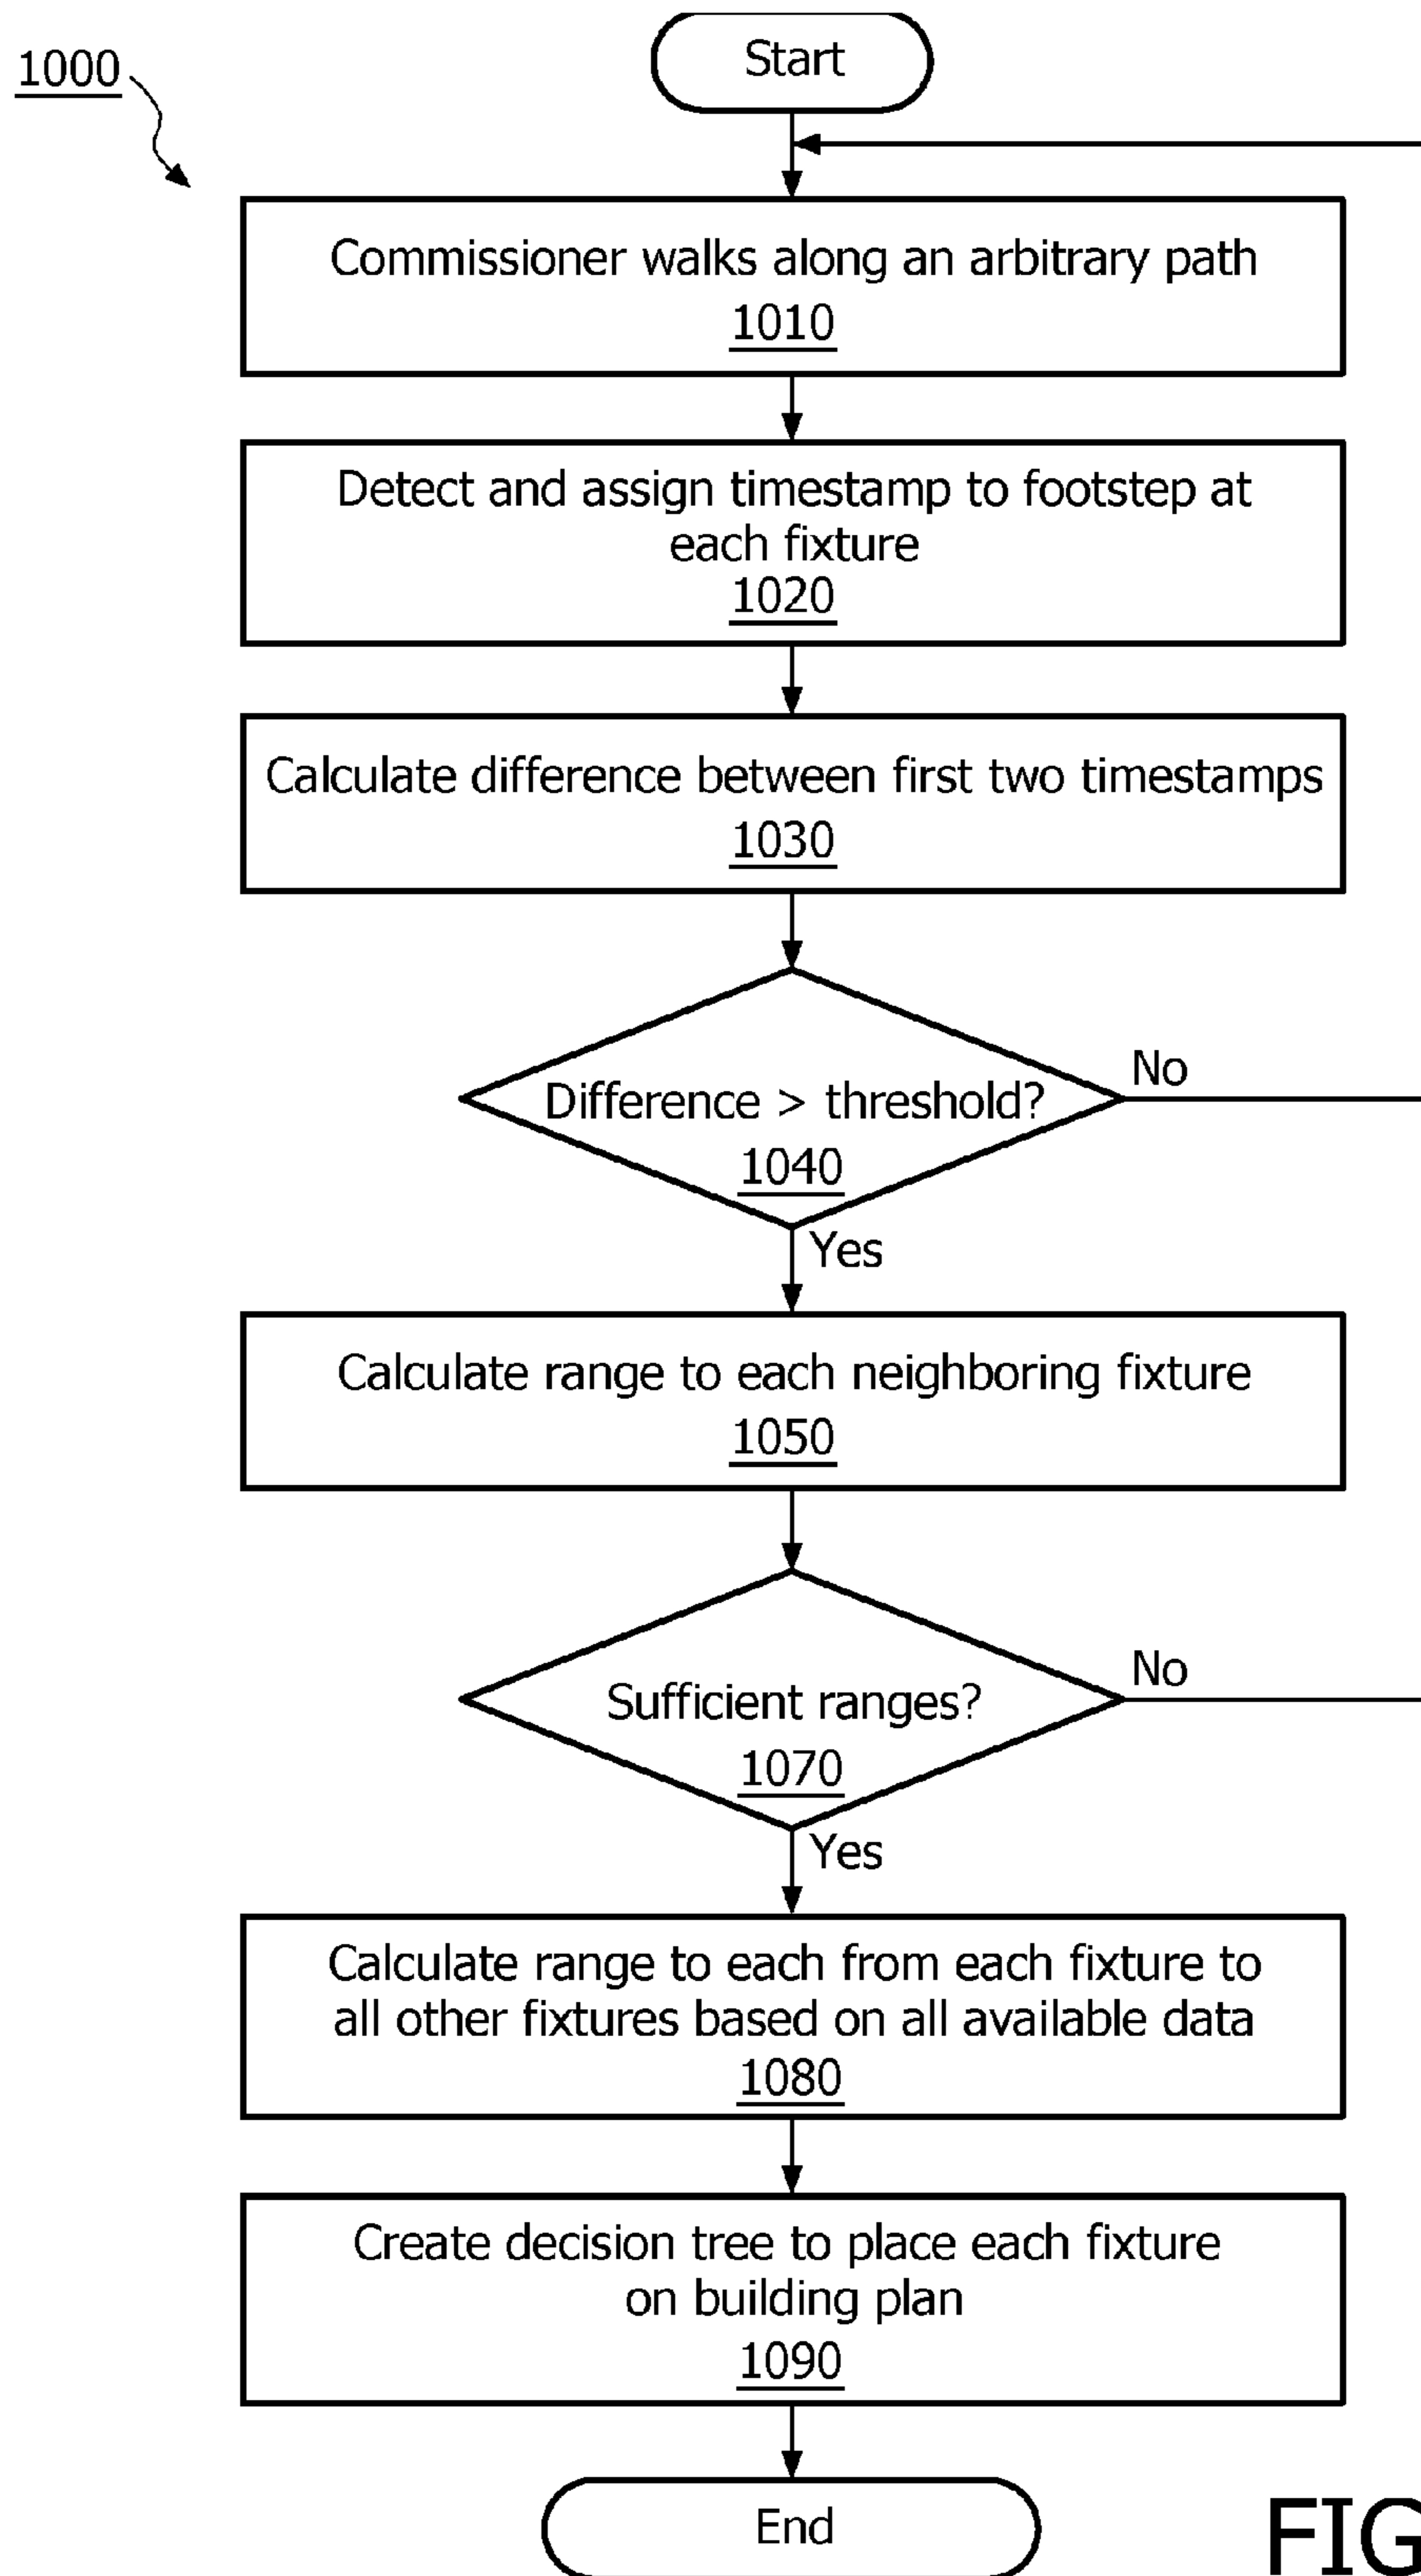 1000
Start
Commissioner walks along an arbitrary path
1010
Detect and assign timestamp to footstep at
each fixture
1020
Calculate difference between first two timestamps
1030
Difference > threshold?
1040
No
Yes
Calculate range to each neighboring fixture
1050
Sufficient ranges?
1070
No
Yes
Calculate range to each from each fixture to
all other fixtures based on all available data
1080
Create decision tree to place each fixture
on building plan
1090
End
FIG